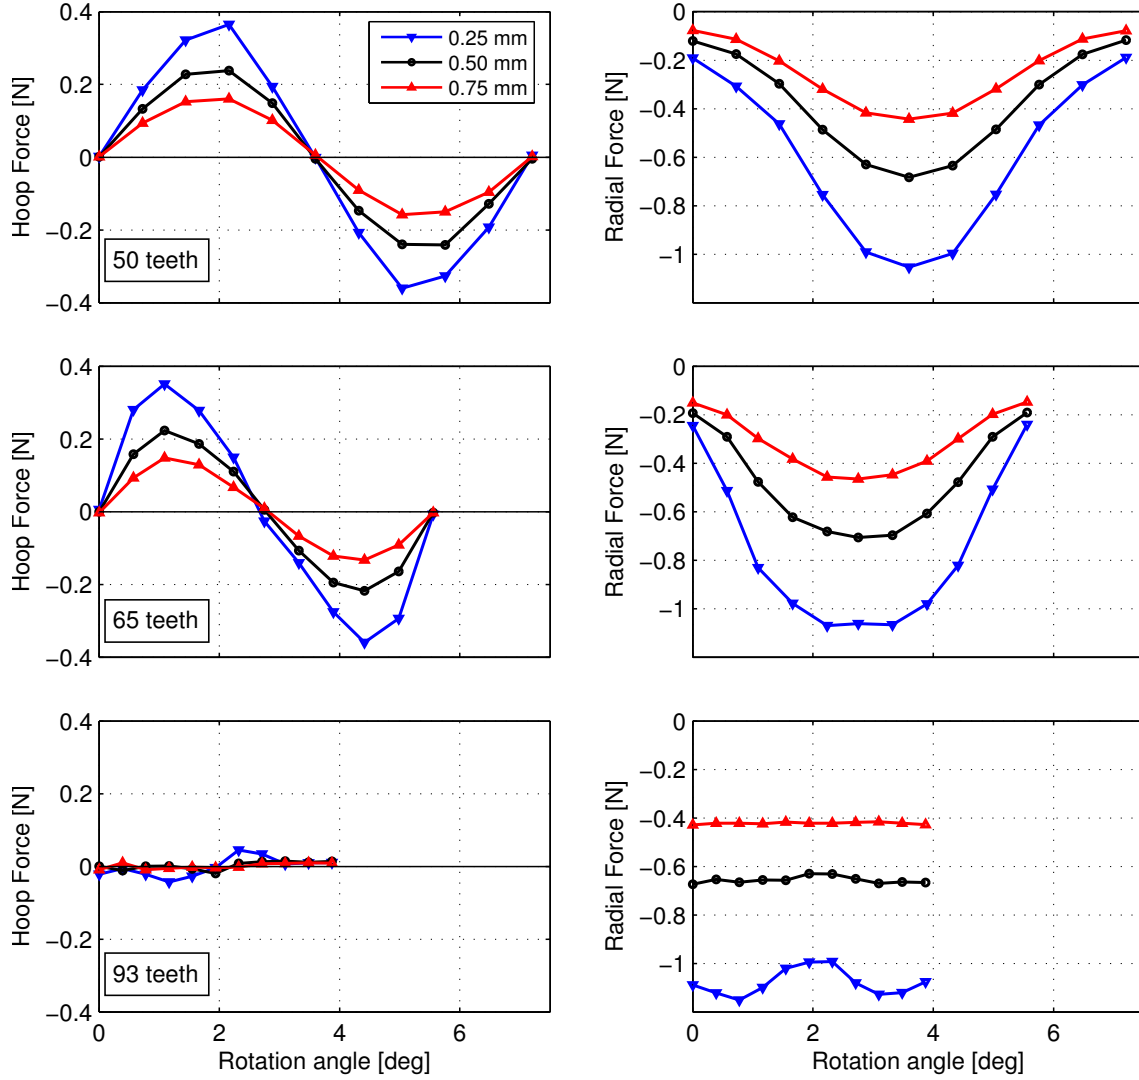 0.4
0.2
0
−0.2
−0.4
Hoop Force [N]
0.25 mm
0.50 mm
0.75 mm
50 teeth
0
−0.2
−0.4
−0.6
−0.8
−1
Radial Force [N]
0.4
0.2
0
−0.2
−0.4
Hoop Force [N]
65 teeth
0
−0.2
−0.4
−0.6
−0.8
−1
Radial Force [N]
0.4
0.2
0
−0.2
−0.4
Hoop Force [N]
93 teeth
0 2 4 6
Rotation angle [deg]
0
−0.2
−0.4
−0.6
−0.8
−1
Radial Force [N]
0 2 4 6
Rotation angle [deg]